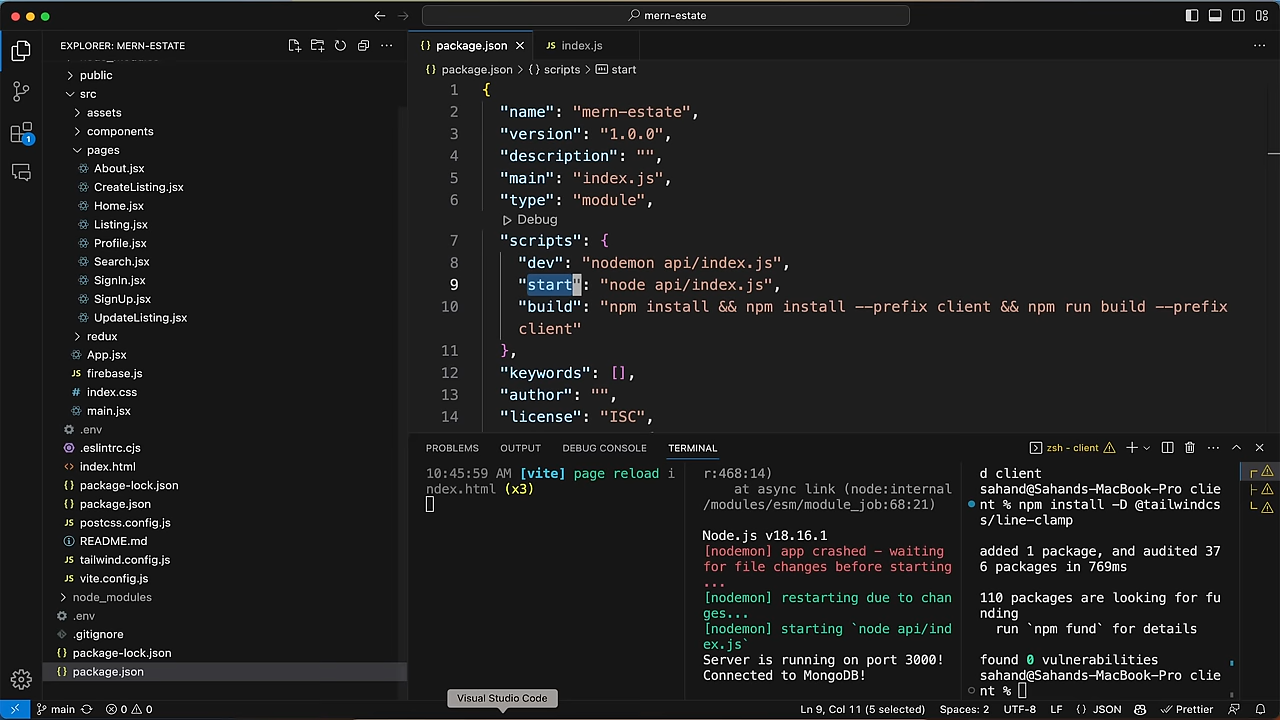 mern-estate
EXPLORER: MERN-ESTATE
public
src
assets
components
pages
About.jsx
CreateListing.jsx
Home.jsx
Listing.jsx
Profile.jsx
Search.jsx
SignIn.jsx
SignUp.jsx
UpdateListing.jsx
redux
App.jsx
JS firebase.js
# index.css
main.jsx
.env
.eslintrc.cjs
<> index.html
{} package-lock.json
{} package.json
JS postcss.config.js
README.md
JS tailwind.config.js
JS vite.config.js
node_modules
.env
.gitignore
{} package-lock.json
{} package.json
1
{} package.json
JS index.js
...
{} package.json > {} scripts > start
1 {
2 "name": "mern-estate",
3 "version": "1.0.0",
4 "description": "",
5 "main": "index.js",
6 "type": "module",
Debug
7 "scripts": {
8 "dev": "nodemon api/index.js",
9 "start": "node api/index.js",
10 "build": "npm install && npm install --prefix client && npm run build --prefix
client"
11 },
12 "keywords": [],
13 "author": "",
14 "license": "ISC",
PROBLEMS OUTPUT DEBUG CONSOLE TERMINAL
zsh - client
10:45:59 AM [vite] page reload i
ndex.html (x3)
r:468:14)
at async link (node:internal
/modules/esm/module_job:68:21)
Node.js v18.16.1
[nodemon] app crashed - waiting
for file changes before starting
...
[nodemon] restarting due to chan
ges...
[nodemon] starting `node api/ind
ex.js`
Server is running on port 3000!
Connected to MongoDB!
d client
sahand@Sahands-MacBook-Pro clie
nt % npm install -D @tailwindcs
s/line-clamp
added 1 package, and audited 37
6 packages in 769ms
110 packages are looking for fu
nding
run `npm fund` for details
found 0 vulnerabilities
sahand@Sahands-MacBook-Pro clie
nt %
Visual Studio Code
main
0 0
Ln 9, Col 11 (5 selected) Spaces: 2 UTF-8 LF {} JSON Prettier